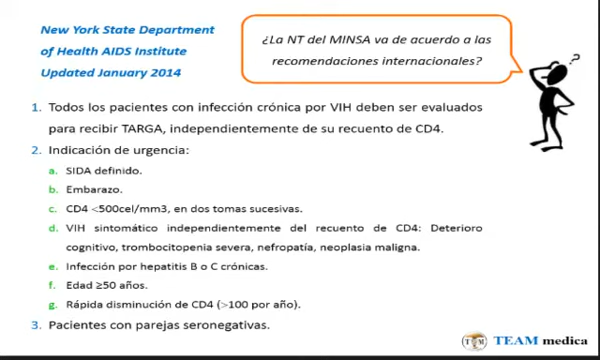 New York State Department
of Health AIDS Institute
Updated January 2014
¿La NT del MINSA va de acuerdo a las
recomendaciones internacionales?
?
1. Todos los pacientes con infección crónica por VIH deben ser evaluados
para recibir TARGA, independientemente de su recuento de CD4.
2. Indicación de urgencia:
a. SIDA definido.
b. Embarazo.
c. CD4 <500cel/mm3, en dos tomas sucesivas.
d. VIH sintomático independientemente del recuento de CD4: Deterioro
cognitivo, trombocitopenia severa, nefropatía, neoplasia maligna.
e. Infección por hepatitis B o C crónicas.
f. Edad ≥50 años.
g. Rápida disminución de CD4 (>100 por año).
3. Pacientes con parejas seronegativas.
TEAM medica